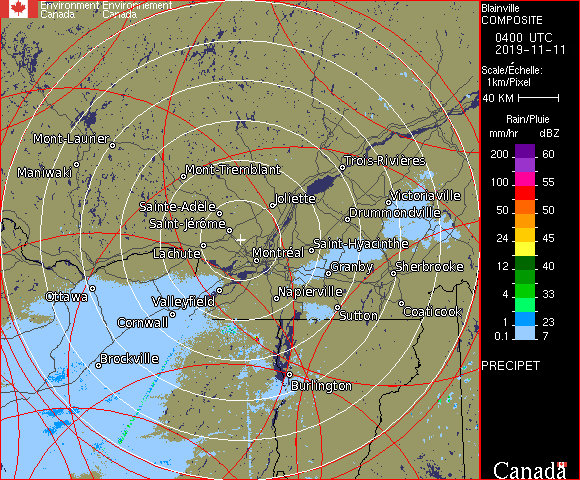 Environment Environnement
Canada Canada
Blainville
COMPOSITE
0400 UTC
2019-11-11
Scale/Échelle:
1km/Pixel
40 KM
Rain/Pluie
mm/hr dBZ
200 60
100 55
50 50
24 45
12 40
4 33
1 23
0.1 7
PRECIPET
Canada
Mont-Laurier
Maniwaki
Mont-Tremblant
Trois-Rivières
Joliette
Victoriaville
Sainte-Adèle
Drummondville
Saint-Jérôme
Saint-Hyacinthe
Lachute
Montréal
Granby
Sherbrooke
Ottawa
Valleyfield
Napierville
Coaticook
Cornwall
Sutton
Brockville
Burlington